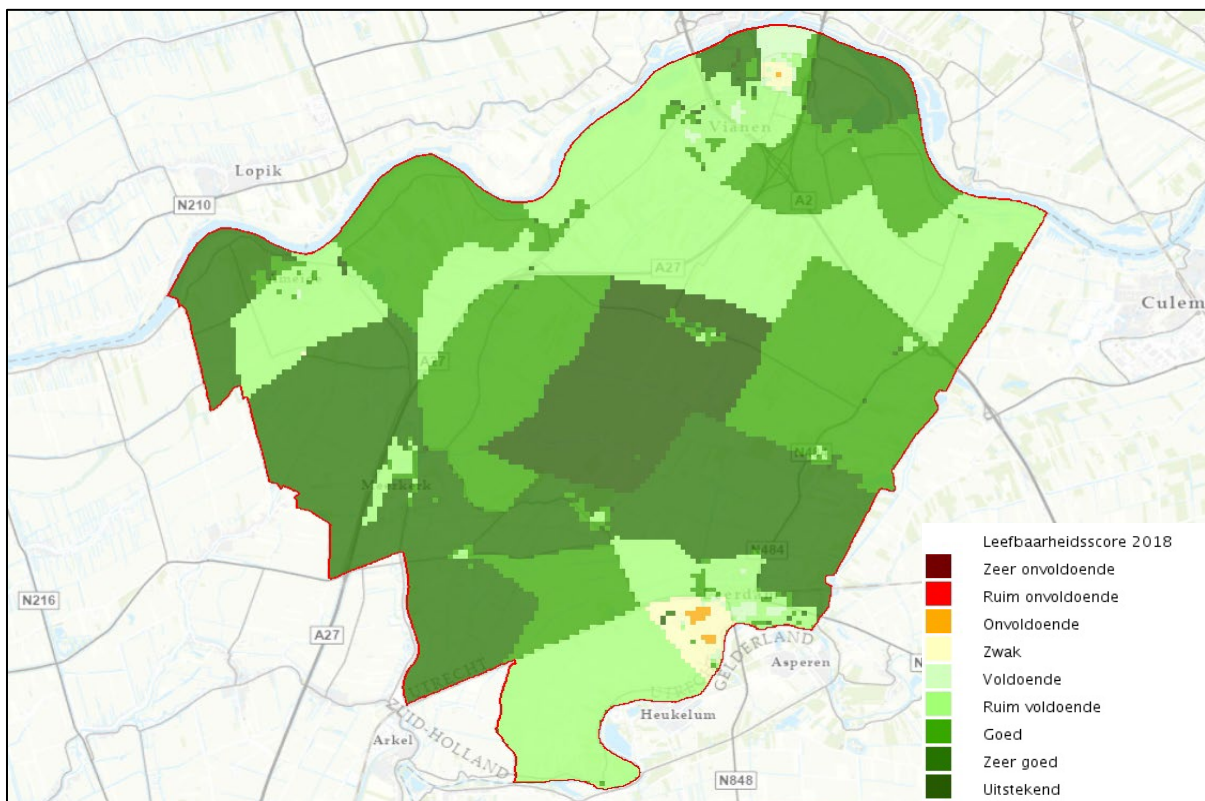 Lopik
N210
Vianen
A2
A27
Culem
A27
N484
Leefbaarheidsscore 2018
Zeer onvoldoende
Ruim onvoldoende
Onvoldoende
Zwak
Voldoende
Ruim voldoende
Goed
Zeer goed
Uitstekend
N216
A27
UTRECHT
ZUID-HOLLAND
GELDERLAND
Asperen
Heukelum
Arkel
N848